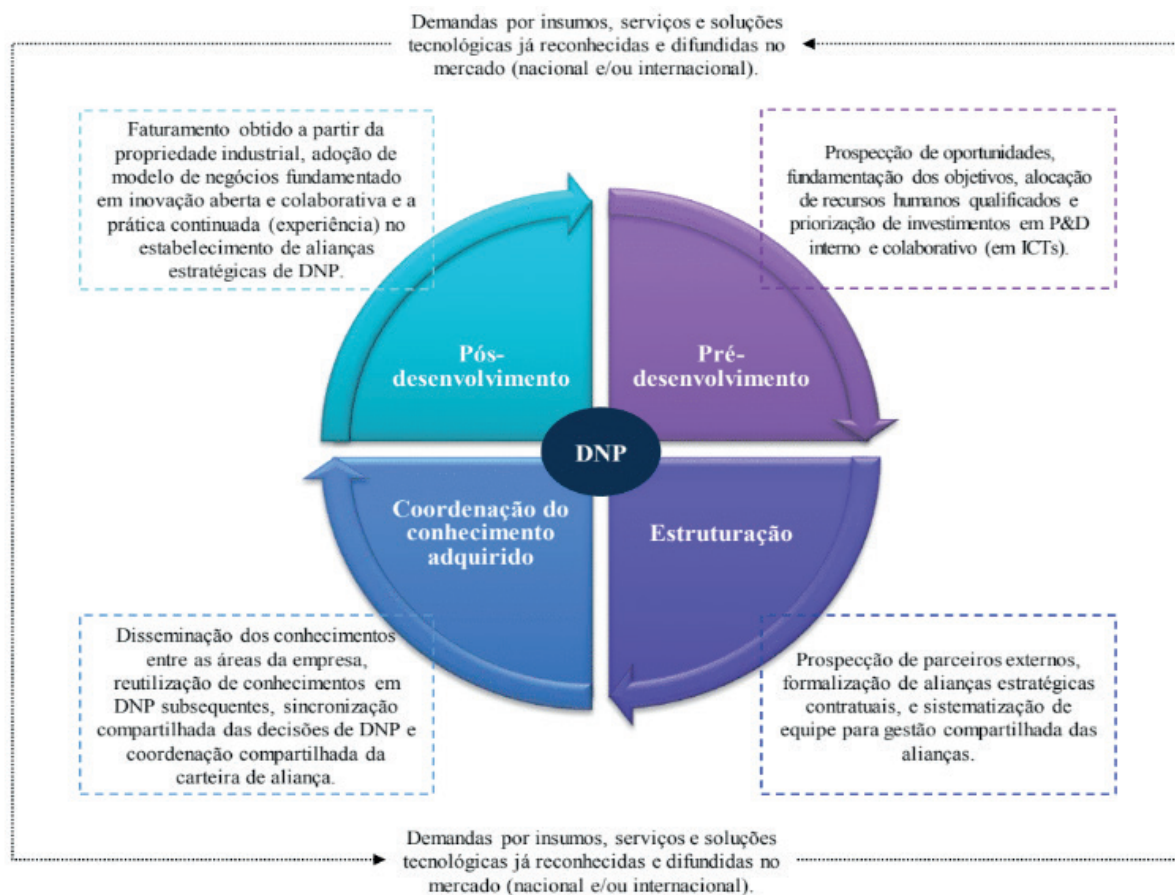 Demandas por insumos, serviços e soluções
tecnológicas já reconhecidas e difundidas no
mercado (nacional e/ou internacional).
Faturamento obtido a partir da
propriedade industrial, adoção de
modelo de negócios fundamentado
em inovação aberta e colaborativa e a
prática continuada (experiência) no
estabelecimento de alianças
estratégicas de DNP.
Prospecção de oportunidades,
fundamentação dos objetivos, alocação
de recursos humanos qualificados e
priorização de investimentos em P&D
interno e colaborativo (em ICTs).
Pós-
desenvolvimento
Pré-
desenvolvimento
DNP
Coordenação do
conhecimento
adquirido
Estruturação
Disseminação dos conhecimentos
entre as áreas da empresa,
reutilização de conhecimentos em
DNP subsequentes, sincronização
compartilhada das decisões de DNP e
coordenação compartilhada da
carteira de aliança.
Prospecção de parceiros externos,
formalização de alianças estratégicas
contratuais, e sistematização de
equipe para gestão compartilhada das
alianças.
Demandas por insumos, serviços e soluções
tecnológicas já reconhecidas e difundidas no
mercado (nacional e/ou internacional).